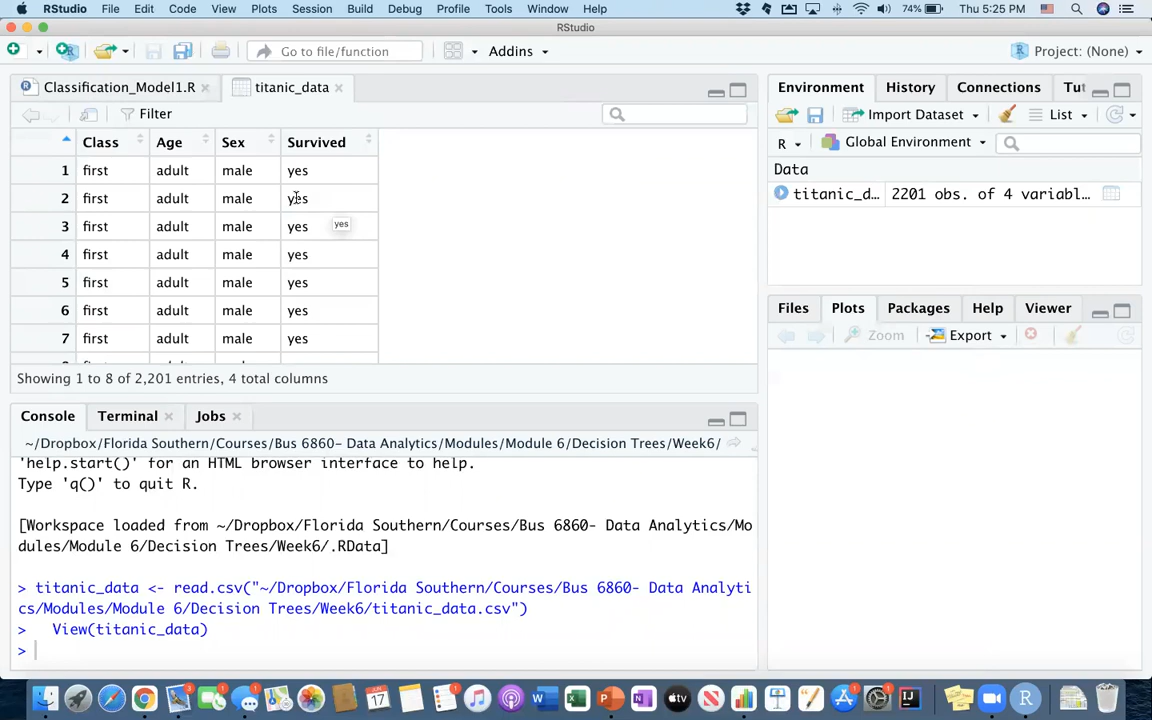 RStudio File Edit Code View Plots Session Build Debug Profile Tools Window Help 74% Thu 5:25 PM
RStudio
Go to file/function Addins Project: (None)
Classification_Model1.R titanic_data
Filter
Class Age Sex Survived
1 first adult male yes
2 first adult male yes
3 first adult male yes
yes
4 first adult male yes
5 first adult male yes
6 first adult male yes
7 first adult male yes
Showing 1 to 8 of 2,201 entries, 4 total columns
Console Terminal Jobs
~/Dropbox/Florida Southern/Courses/Bus 6860- Data Analytics/Modules/Module 6/Decision Trees/Week6/
'help.start()' for an HTML browser interface to help.
Type 'q()' to quit R.
[Workspace loaded from ~/Dropbox/Florida Southern/Courses/Bus 6860- Data Analytics/Mo
dules/Module 6/Decision Trees/Week6/.RData]
> titanic_data <- read.csv("~/Dropbox/Florida Southern/Courses/Bus 6860- Data Analyti
cs/Modules/Module 6/Decision Trees/Week6/titanic_data.csv")
> View(titanic_data)
>
Environment History Connections Tu
Import Dataset List
R Global Environment
Data
titanic_d… 2201 obs. of 4 variabl…
Files Plots Packages Help Viewer
Zoom Export